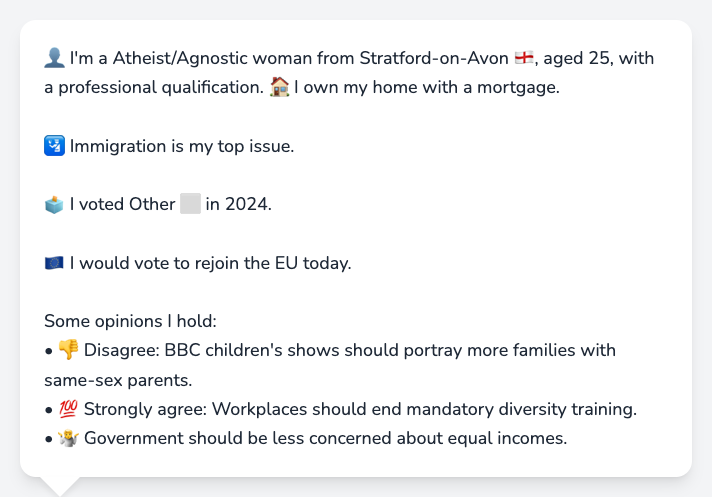 👤 I'm a Atheist/Agnostic woman from Stratford-on-Avon 🏴󠁧󠁢󠁥󠁮󠁧󠁿, aged 25, with
a professional qualification. 🏠 I own my home with a mortgage.
🛂 Immigration is my top issue.
🗳️ I voted Other ⬜ in 2024.
🇪🇺 I would vote to rejoin the EU today.
Some opinions I hold:
• 👎 Disagree: BBC children's shows should portray more families with
same-sex parents.
• 💯 Strongly agree: Workplaces should end mandatory diversity training.
• 🤷 Government should be less concerned about equal incomes.